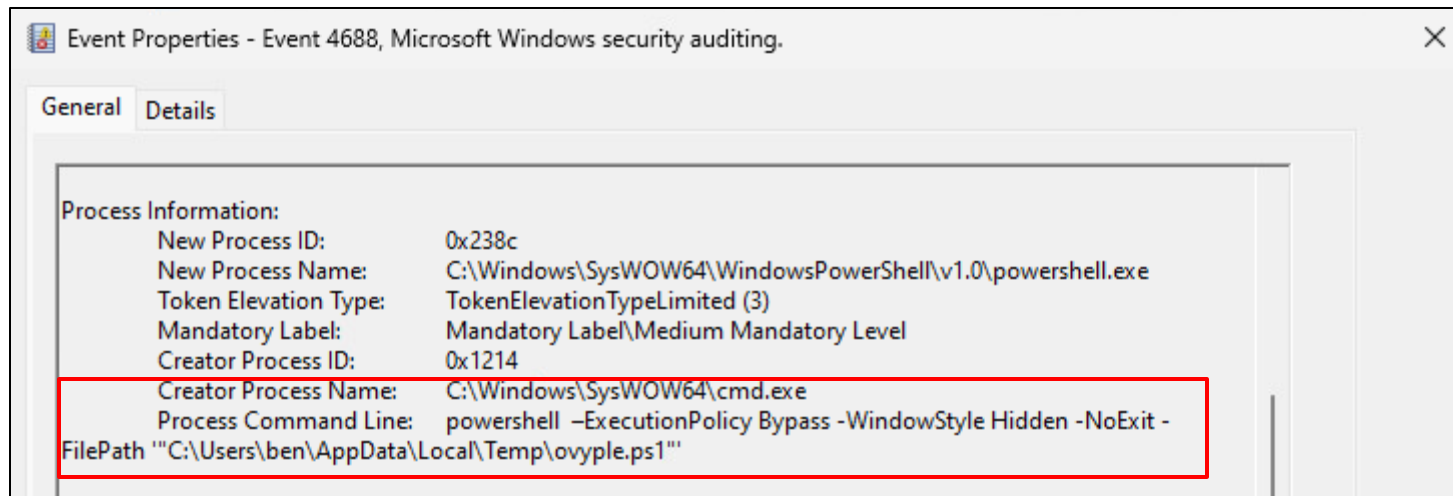 Event Properties - Event 4688, Microsoft Windows security auditing.
General Details
Process Information:
New Process ID: 0x238c
New Process Name: C:\Windows\SysWOW64\WindowsPowerShell\v1.0\powershell.exe
Token Elevation Type: TokenElevationTypeLimited (3)
Mandatory Label: Mandatory Label\Medium Mandatory Level
Creator Process ID: 0x1214
Creator Process Name: C:\Windows\SysWOW64\cmd.exe
Process Command Line: powershell –ExecutionPolicy Bypass -WindowStyle Hidden -NoExit -
FilePath '"C:\Users\ben\AppData\Local\Temp\ovyple.ps1"'